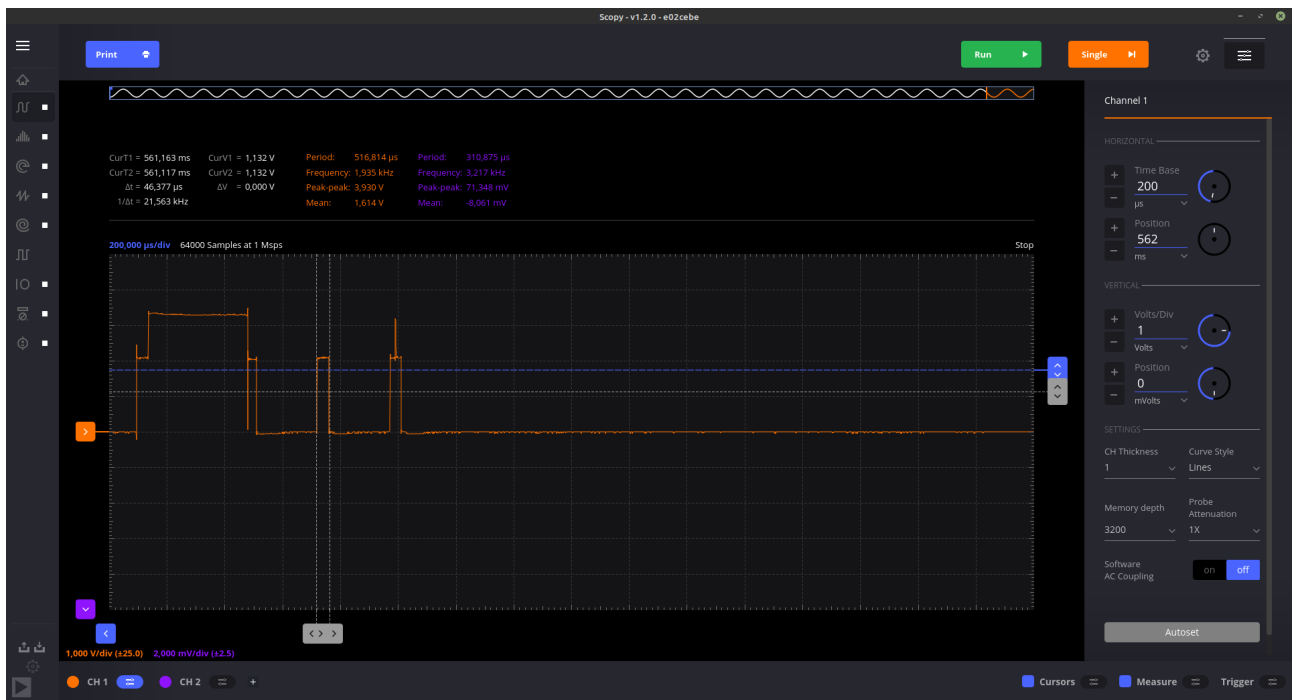 Scopy - v1.2.0 - e02cebe
Print
Run
Single
Channel 1
HORIZONTAL
Time Base
200
µs
Position
562
ms
VERTICAL
Volts/Div
1
Volts
Position
0
mVolts
SETTINGS
CH Thickness Curve Style
1 Lines
Memory depth Probe Attenuation
3200 1X
Software AC Coupling on off
Autoset
CurT1 = 561,163 ms CurV1 = 1,132 V Period: 516,814 µs Period: 310,875 µs
CurT2 = 561,117 ms CurV2 = 1,132 V Frequency: 1,935 kHz Frequency: 3,217 kHz
Δt = 46,377 µs ΔV = 0,000 V Peak-peak: 3,930 V Peak-peak: 71,348 mV
1/Δt = 21,563 kHz Mean: 1,614 V Mean: -8,061 mV
200,000 µs/div 64000 Samples at 1 Msps Stop
1,000 V/div (±25.0) 2,000 mV/div (±2.5)
CH 1 CH 2 + Cursors Measure Trigger